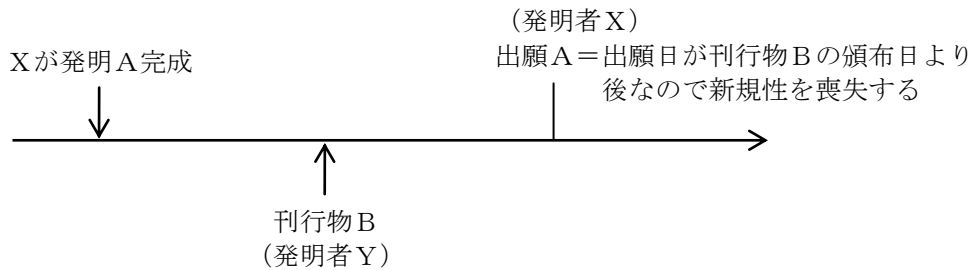 （発明者Ｘ）
Ｘが発明Ａ完成
出願Ａ＝出願日が刊行物Ｂの頒布日より
後なので新規性を喪失する
刊行物Ｂ
（発明者Ｙ）